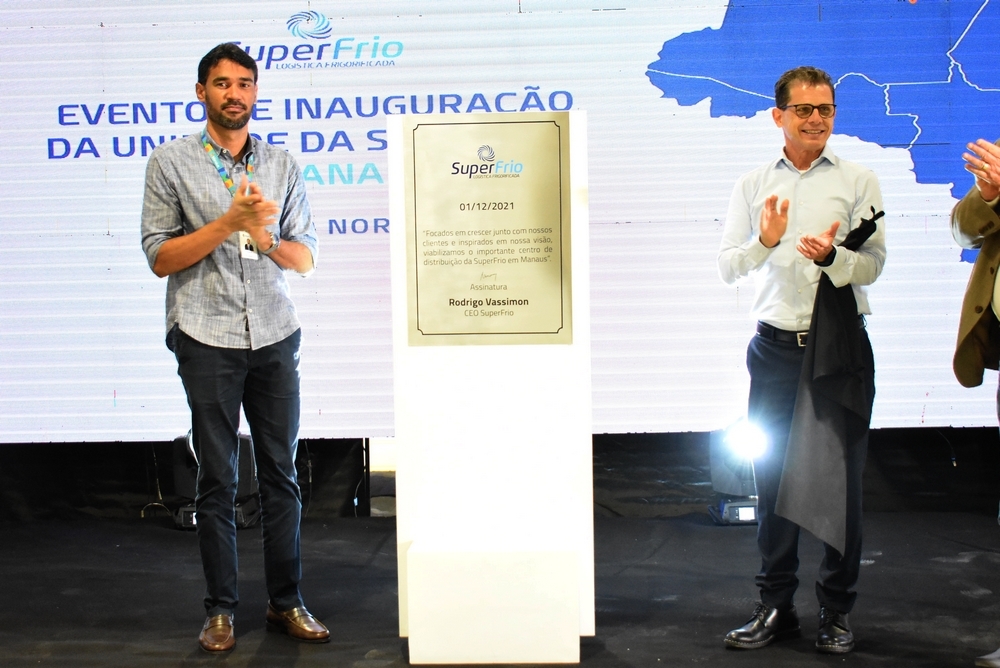 SuperFrio
LOGÍSTICA FRIGORIFICADA
EVENTO DE INAUGURAÇÃO
DA UNIDADE DA S
ANA
NOR
SuperFrio
LOGÍSTICA FRIGORIFICADA
01/12/2021
"Focados em crescer junto com nossos
clientes e inspirados em nossa visão,
viabilizamos o importante centro de
distribuição da SuperFrio em Manaus".
Assinatura
Rodrigo Vassimon
CEO SuperFrio